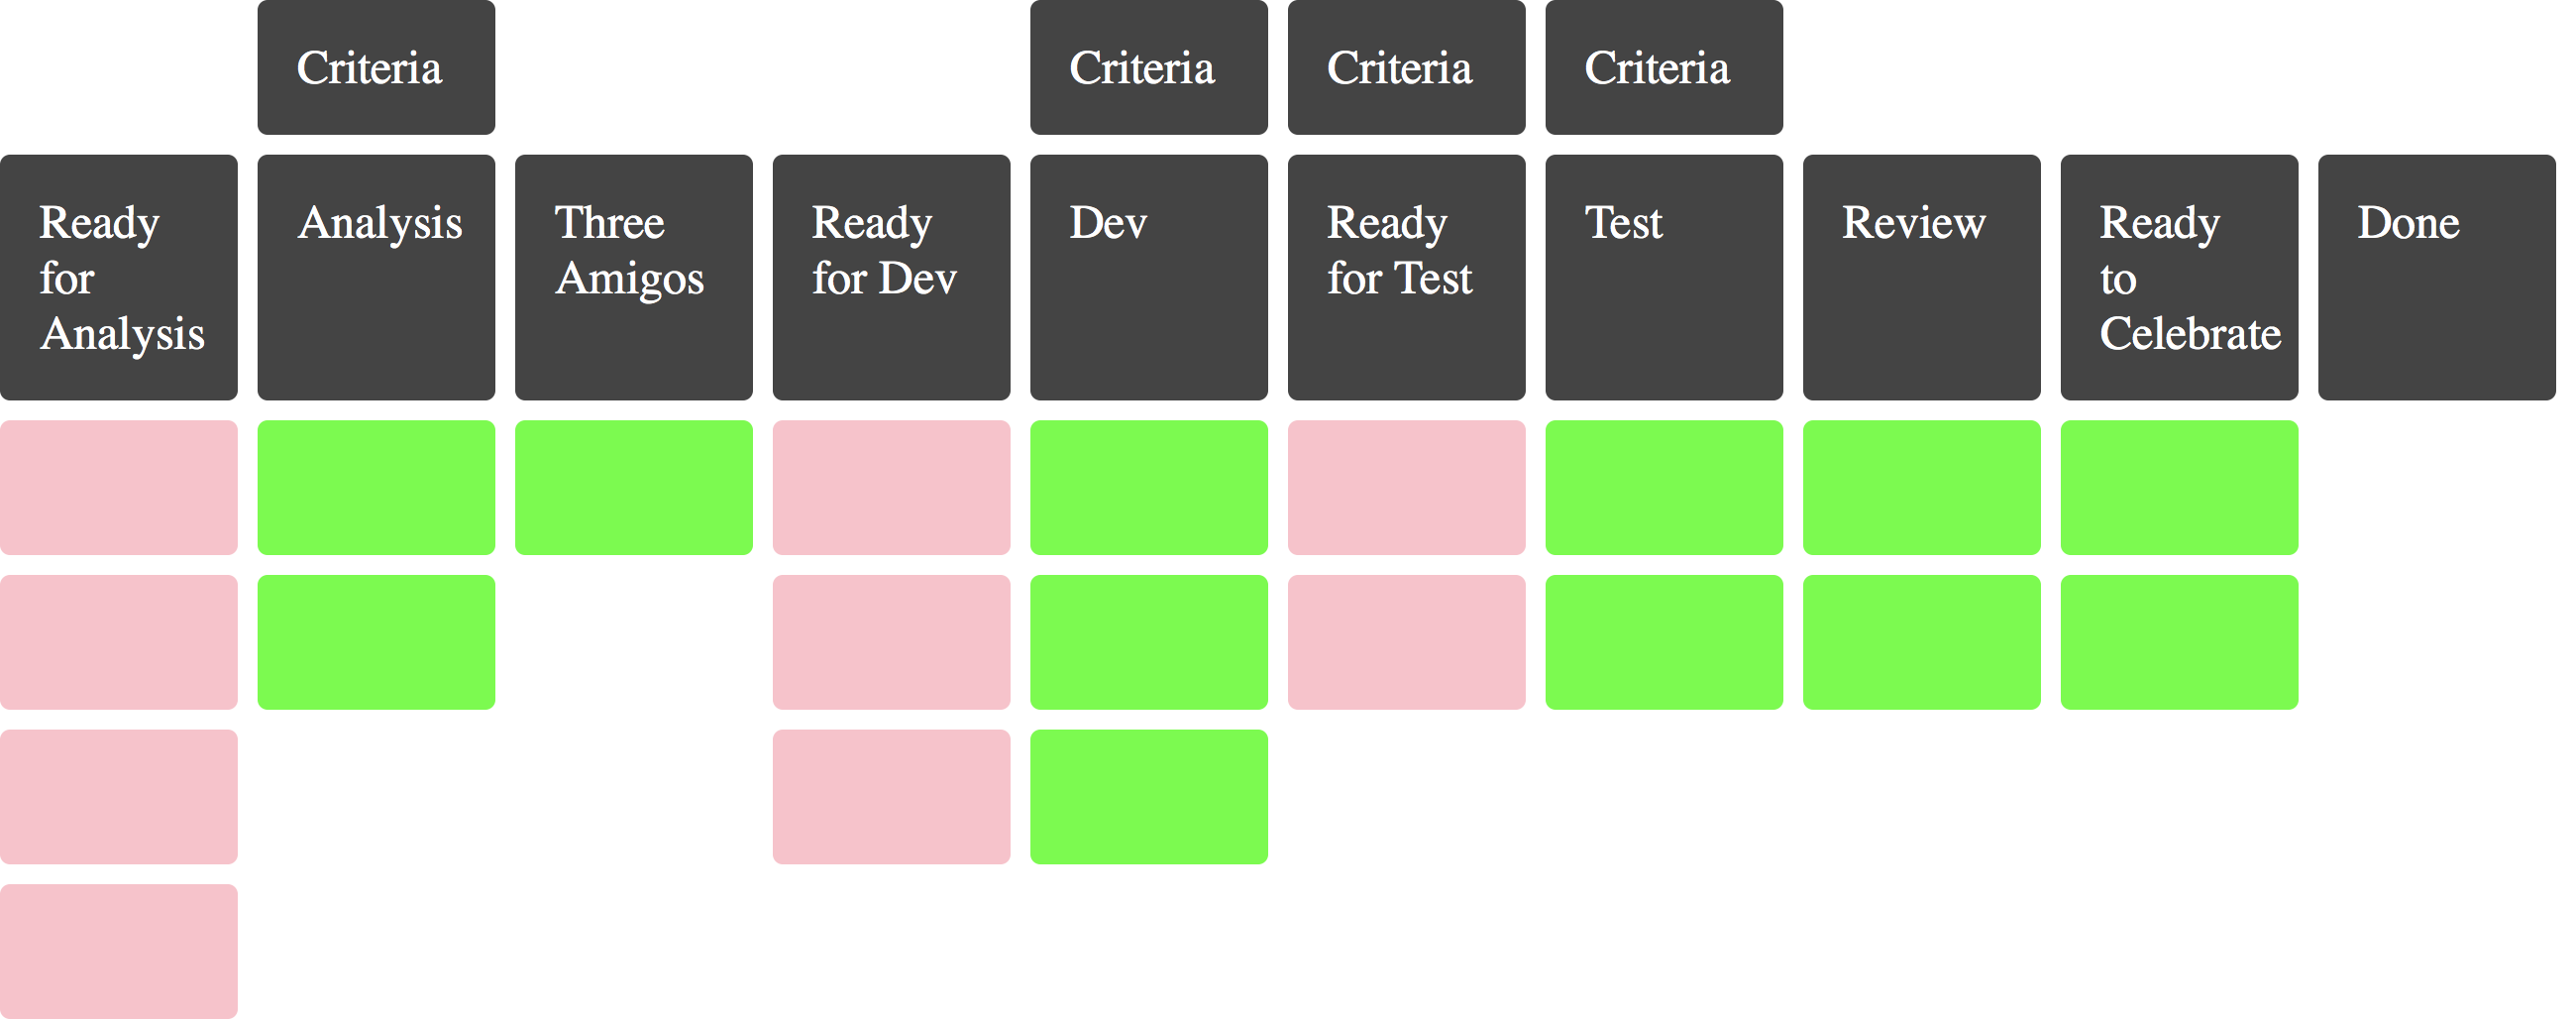 Criteria
Criteria
Criteria
Criteria
Ready
for
Analysis
Analysis
Three
Amigos
Ready
for Dev
Dev
Ready
for Test
Test
Review
Ready
to
Celebrate
Done